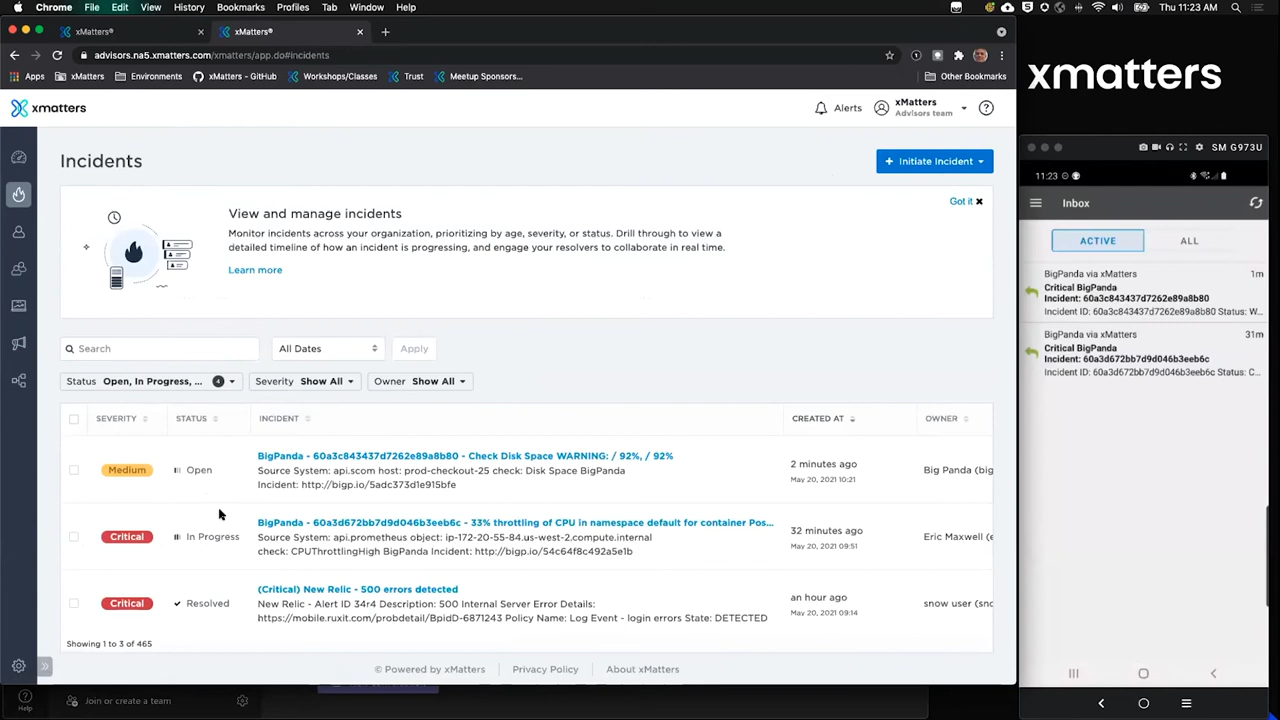 Chrome File Edit View History Bookmarks Profiles Tab Window Help
Thu 11:23 AM
xMatters®
xMatters®
advisors.na5.xmatters.com/xmatters/app.do#incidents
Apps xMatters Environments xMatters - GitHub Workshops/Classes Trust Meetup Sponsors... Other Bookmarks
xmatters
Alerts
xMatters
Advisors team
Incidents
+ Initiate Incident
View and manage incidents
Got it ×
Monitor incidents across your organization, prioritizing by age, severity, or status. Drill through to view a
detailed timeline of how an incident is progressing, and engage your resolvers to collaborate in real time.
Learn more
Search
All Dates
Apply
Status Open, In Progress, ... 4
Severity Show All
Owner Show All
SEVERITY STATUS INCIDENT CREATED AT OWNER
Medium
Open
BigPanda - 60a3c843437d7262e89a8b80 - Check Disk Space WARNING: / 92%, / 92%
Source System: api.scom host: prod-checkout-25 check: Disk Space BigPanda
Incident: http://bigp.io/5adc373d1e915bfe
2 minutes ago
May 20, 2021 10:21
Big Panda (big
Critical
In Progress
BigPanda - 60a3d672bb7d9d046b3eeb6c - 33% throttling of CPU in namespace default for container Pos...
Source System: api.prometheus object: ip-172-20-55-84.us-west-2.compute.internal
check: CPUThrottlingHigh BigPanda Incident: http://bigp.io/54c64f8c492a5e1b
32 minutes ago
May 20, 2021 09:51
Eric Maxwell (e
Critical
Resolved
(Critical) New Relic - 500 errors detected
New Relic - Alert ID 34r4 Description: 500 Internal Server Error Details:
https://mobile.ruxit.com/probdetail/BpidD-6871243 Policy Name: Log Event - login errors State: DETECTED
an hour ago
May 20, 2021 09:14
snow user (sno
Showing 1 to 3 of 465
© Powered by xMatters Privacy Policy About xMatters
Help
Join or create a team
xmatters
SM G973U
11:23
Inbox
ACTIVE ALL
BigPanda via xMatters 1m
Critical BigPanda
Incident: 60a3c843437d7262e89a8b80
Incident ID: 60a3c843437d7262e89a8b80 Status: W...
BigPanda via xMatters 31m
Critical BigPanda
Incident: 60a3d672bb7d9d046b3eeb6c
Incident ID: 60a3d672bb7d9d046b3eeb6c Status: C...